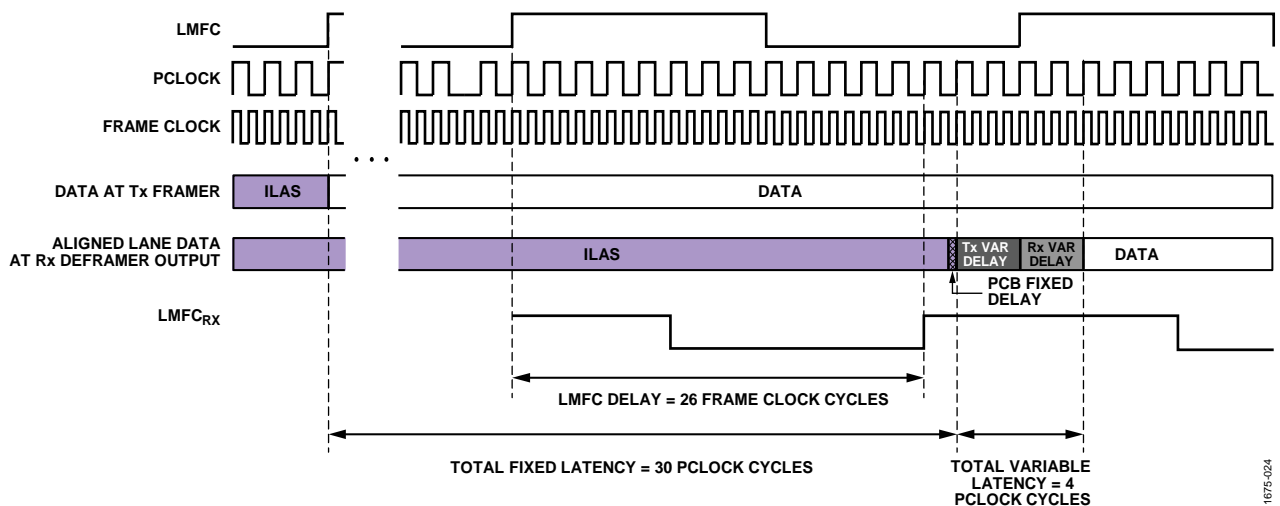 LMFC
PCLOCK
FRAME CLOCK
. . .
DATA AT Tx FRAMER
ILAS
DATA
ALIGNED LANE DATA
AT Rx DEFRAMER OUTPUT
ILAS
Tx VAR
DELAY
Rx VAR
DELAY
DATA
PCB FIXED
DELAY
LMFCRX
LMFC DELAY = 26 FRAME CLOCK CYCLES
TOTAL FIXED LATENCY = 30 PCLOCK CYCLES
TOTAL VARIABLE
LATENCY = 4
PCLOCK CYCLES
1675-024